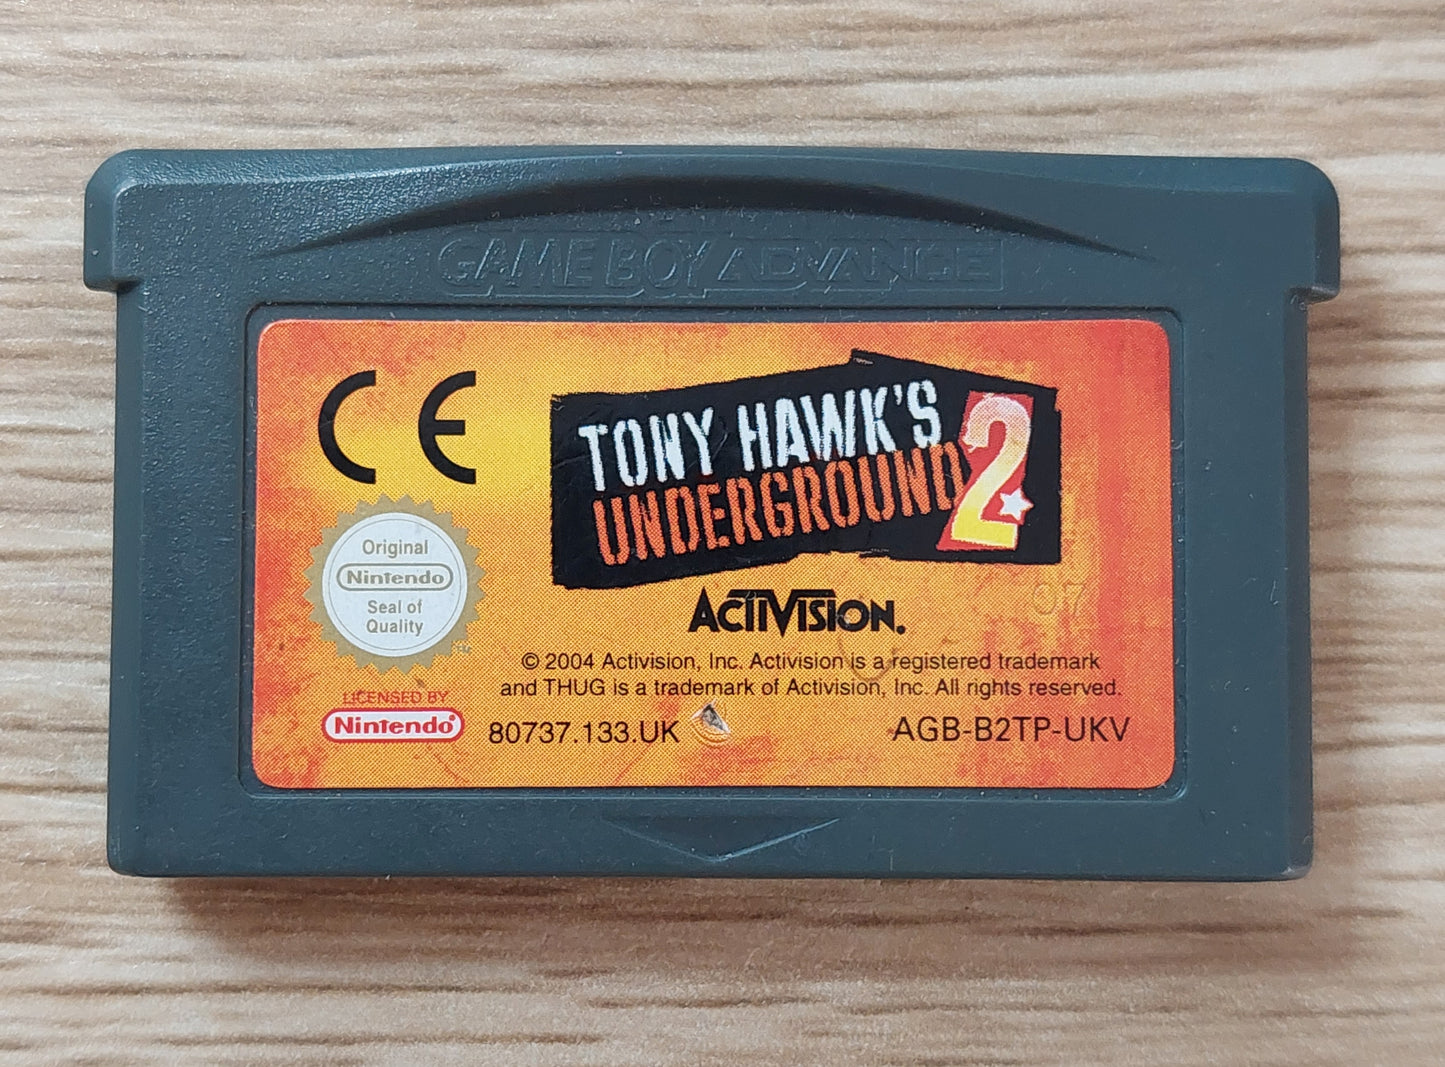 GAME BOY ADVANCE
CE
TONY HAWK'S
UNDERGROUND 2
Original
Nintendo
Seal of
Quality
TM
ACTIVISION.
© 2004 Activision, Inc. Activision is a registered trademark
and THUG is a trademark of Activision, Inc. All rights reserved.
LICENSED BY
Nintendo®
80737.133.UK
AGB-B2TP-UKV
07